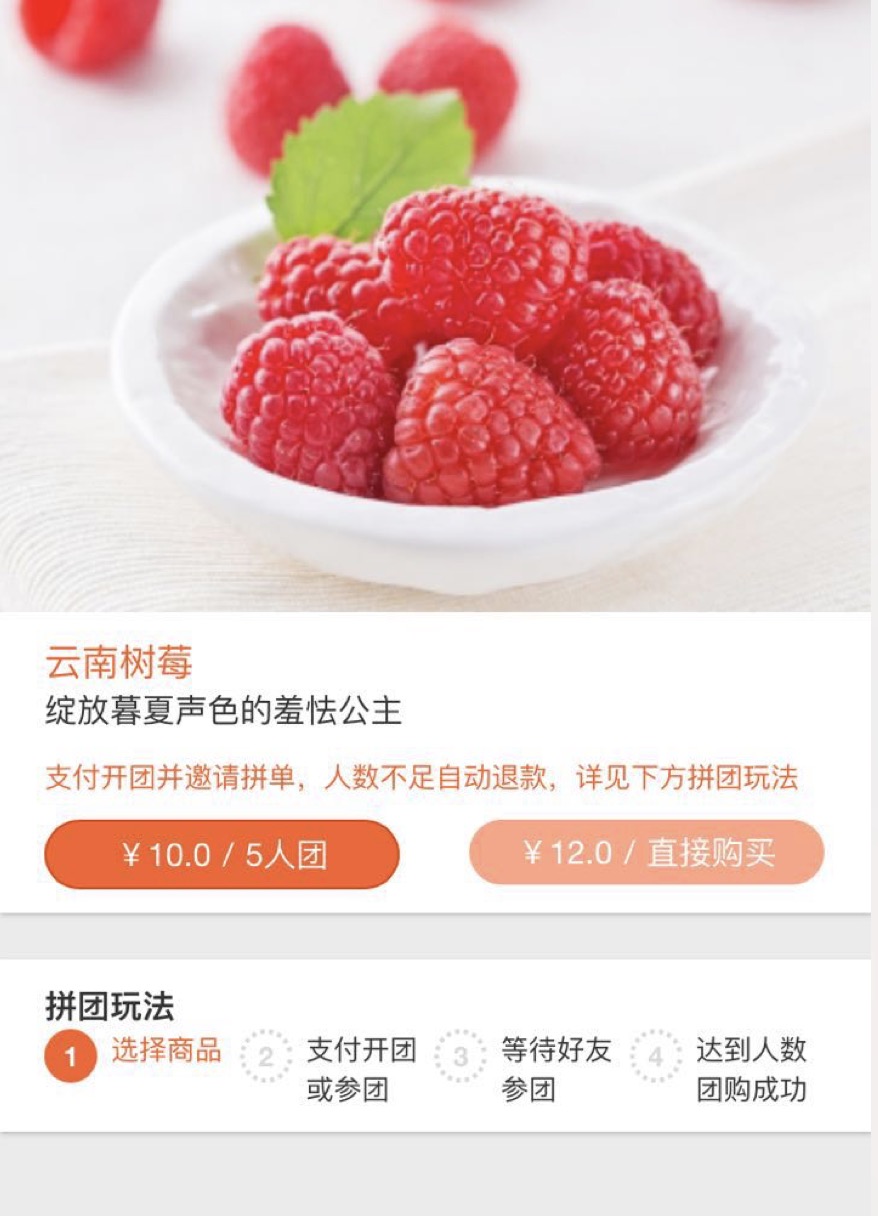 云南树莓
绽放暮夏声色的羞怯公主
支付开团并邀请拼单，人数不足自动退款，详见下方拼团玩法
¥ 10.0 / 5人团
¥ 12.0 / 直接购买
拼团玩法
1 选择商品
2 支付开团
或参团
3 等待好友
参团
4 达到人数
团购成功